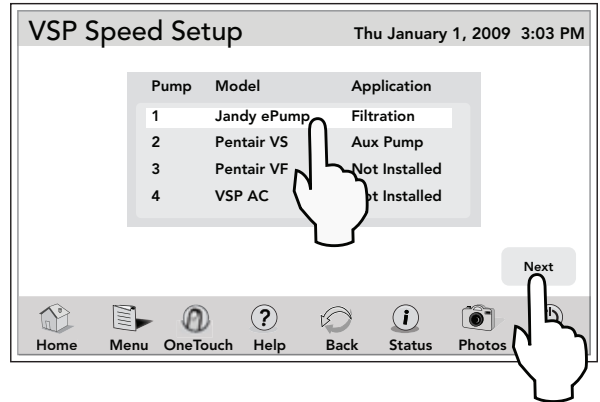 VSP Speed Setup Thu January 1, 2009 3:03 PM
Pump Model Application
1 Jandy ePump Filtration
2 Pentair VS Aux Pump
3 Pentair VF Not Installed
4 VSP AC Installed
Next
Home Menu OneTouch Help Back Status Photos